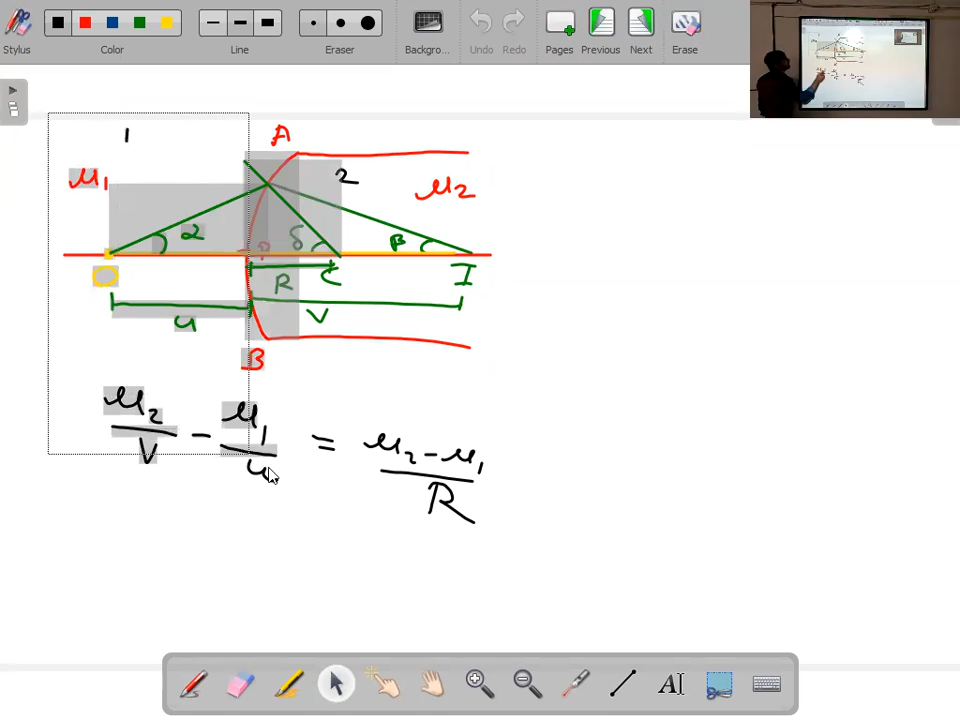 Stylus
Color
Line
Eraser
Backgro...
Undo
Redo
Pages
Previous
Next
Erase
1
A
μ₁
2
μ₂
α
P
δ
β
O
R
C
I
u
V
B
μ₂/V - μ₁/u = μ₂-μ₁/R
A